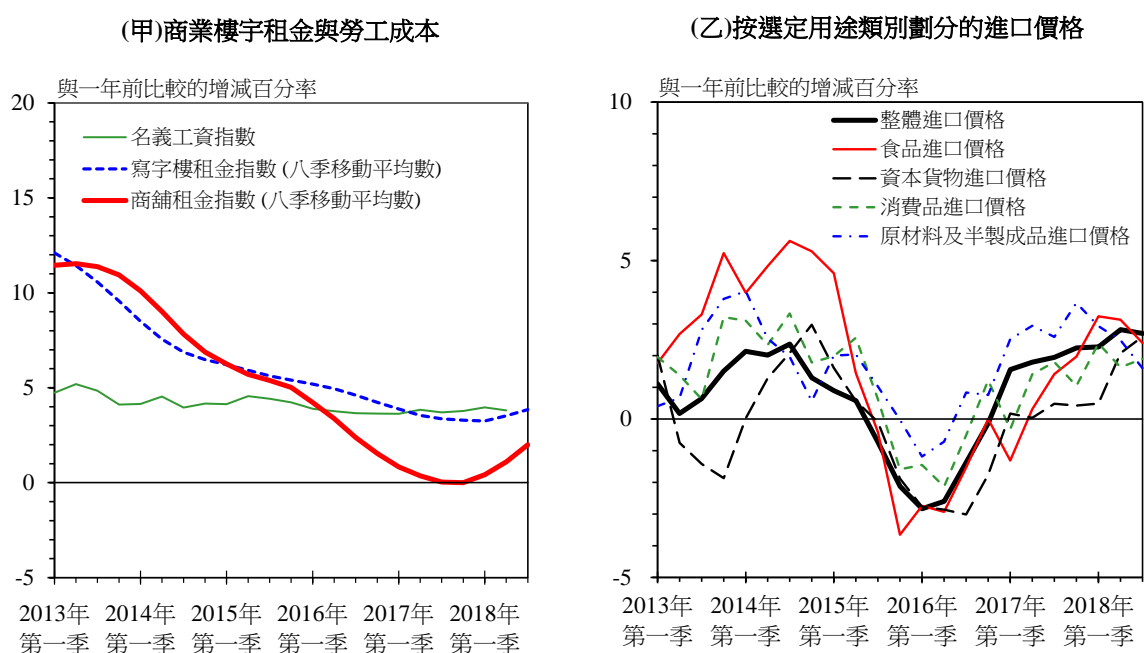 (甲)商業樓宇租金與勞工成本
與一年前比較的增減百分率
20
15
10
5
0
-5
名義工資指數
寫字樓租金指數 (八季移動平均數)
商舖租金指數 (八季移動平均數)
2013年 2014年 2015年 2016年 2017年 2018年
第一季 第一季 第一季 第一季 第一季 第一季
(乙)按選定用途類別劃分的進口價格
與一年前比較的增減百分率
10
5
0
-5
整體進口價格
食品進口價格
資本貨物進口價格
消費品進口價格
原材料及半製成品進口價格
2013年 2014年 2015年 2016年 2017年 2018年
第一季 第一季 第一季 第一季 第一季 第一季